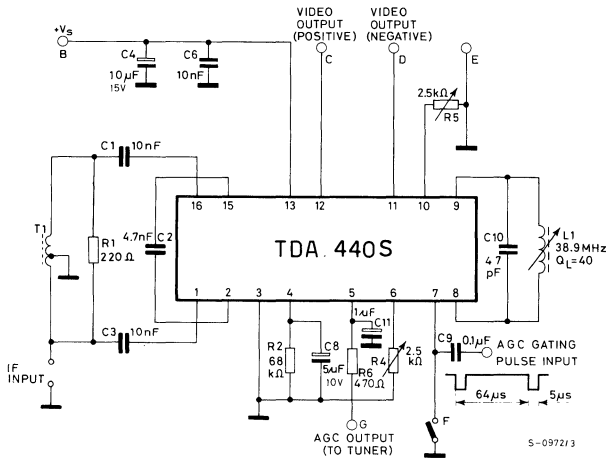 VIDEO OUTPUT (POSITIVE)
VIDEO OUTPUT (NEGATIVE)
+Vs
B
C4
10µF
15V
C6
10nF
C
D
E
2.5kΩ
R5
C1 10nF
16 15 13 12 11 10 9
T1
R1
220Ω
4.7nF C2
TDA 440S
C10
47
pF
L1
38.9MHz
QL=40
1 2 3 4 5 6 7 8
C3 10nF
IF
INPUT
R2
68
kΩ
C8
5µF
10V
1µF
C11
R6
470Ω
R4
2.5
kΩ
C9
0.1µF
AGC GATING
PULSE INPUT
64µs
5µs
F
G
AGC OUTPUT
(TO TUNER)
S-0972/3